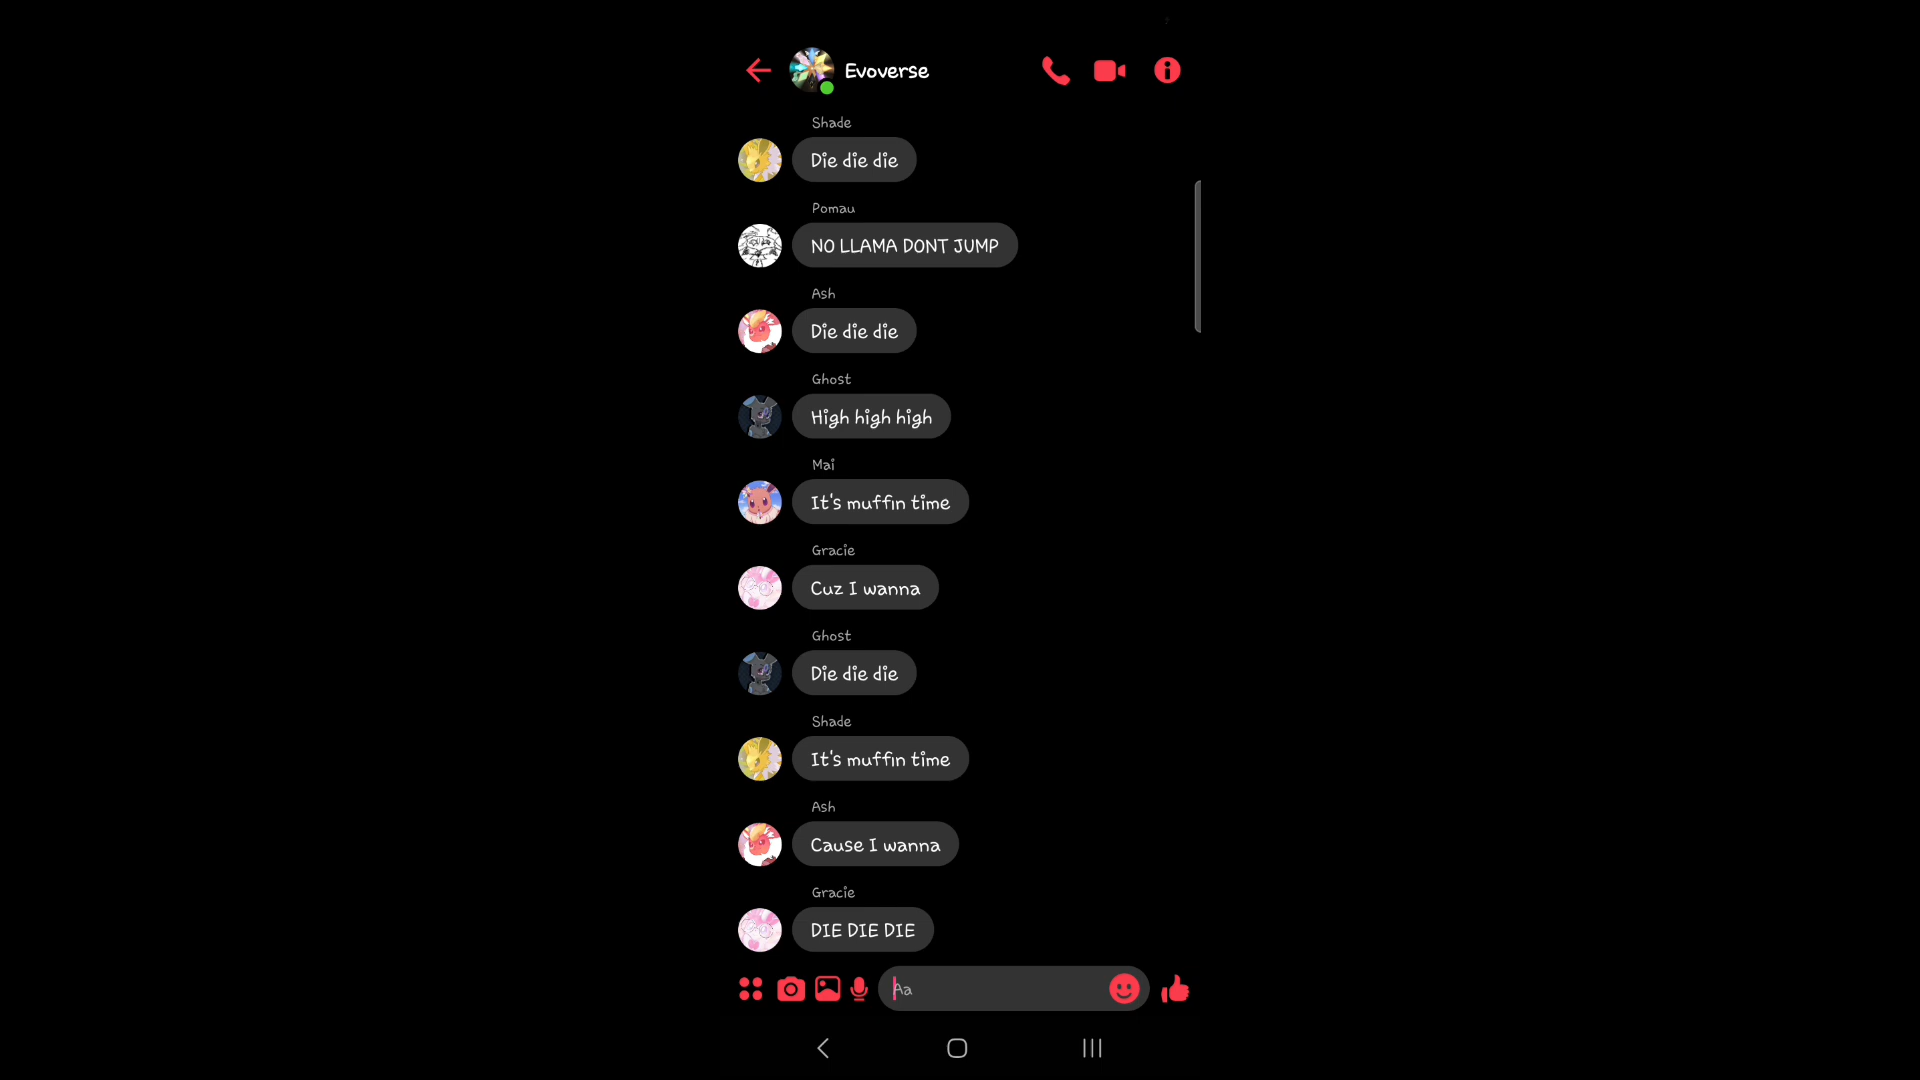 Evoverse
Shade
Die die die
Pomau
NO LLAMA DONT JUMP
Ash
Die die die
Ghost
High high high
Mai
It's muffin time
Gracie
Cuz I wanna
Ghost
Die die die
Shade
It's muffin time
Ash
Cause I wanna
Gracie
DIE DIE DIE
Aa